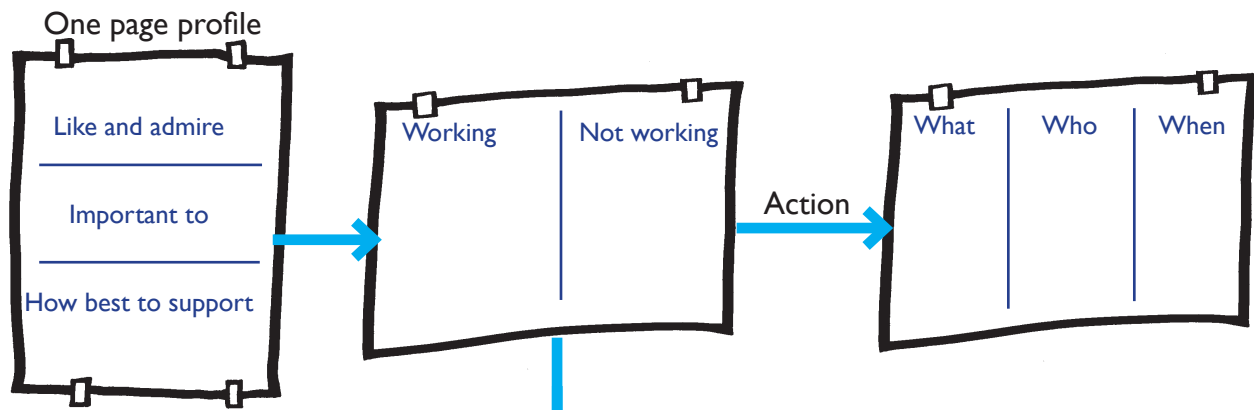 One page profile
Like and admire
Important to
How best to support
Working
Not working
Action
What
Who
When